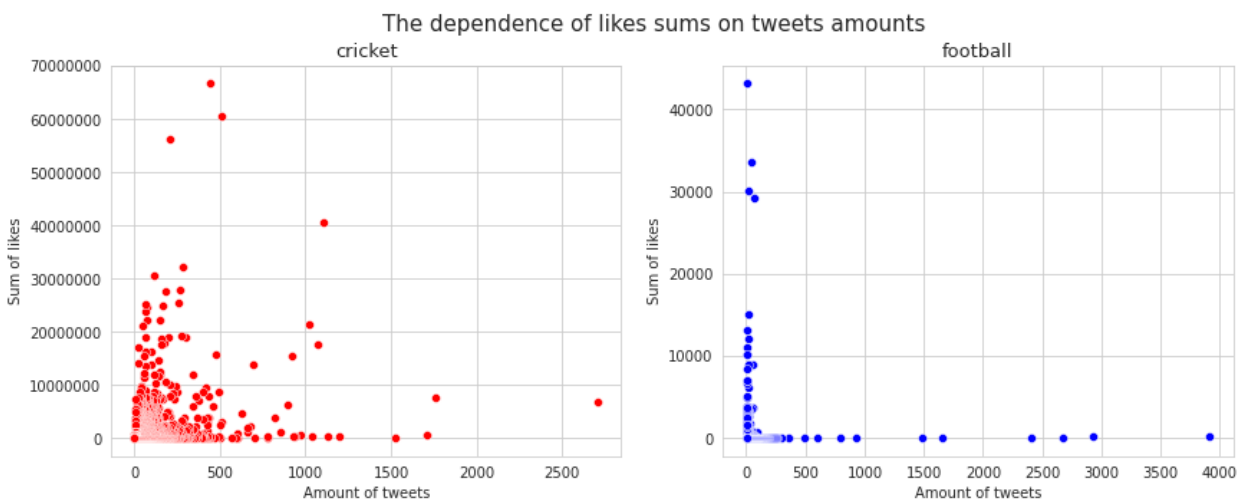 The dependence of likes sums on tweets amounts
cricket
70000000
60000000
50000000
40000000
30000000
20000000
10000000
0
Sum of likes
0 500 1000 1500 2000 2500
Amount of tweets
football
40000
30000
20000
10000
0
Sum of likes
0 500 1000 1500 2000 2500 3000 3500 4000
Amount of tweets